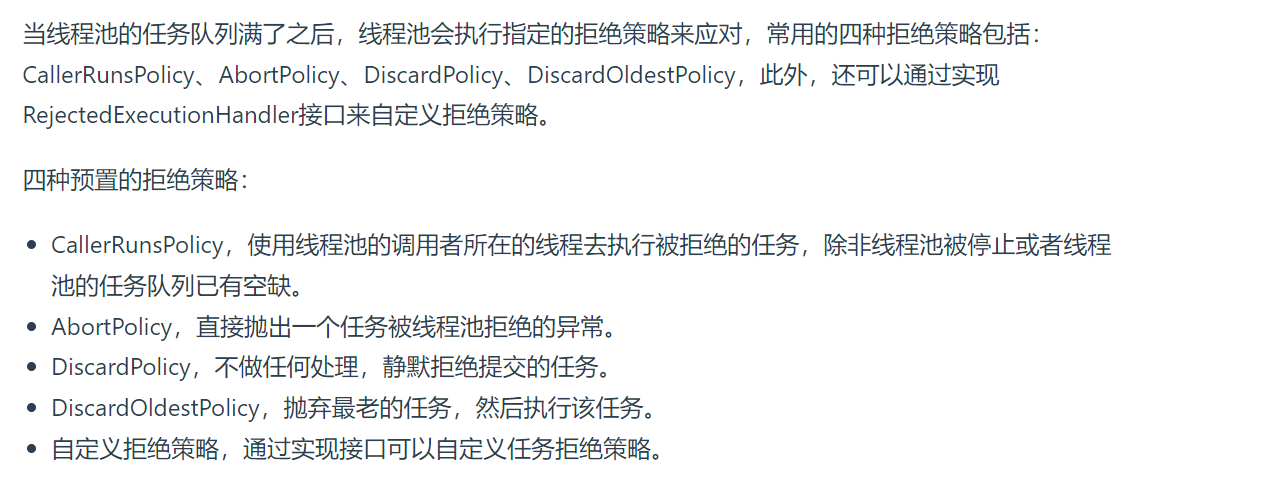 当线程池的任务队列满了之后，线程池会执行指定的拒绝策略来应对，常用的四种拒绝策略包括：
CallerRunsPolicy、AbortPolicy、DiscardPolicy、DiscardOldestPolicy，此外，还可以通过实现
RejectedExecutionHandler接口来自定义拒绝策略。
四种预置的拒绝策略：
• CallerRunsPolicy，使用线程池的调用者所在的线程去执行被拒绝的任务，除非线程池被停止或者线程
池的任务队列已有空缺。
• AbortPolicy，直接抛出一个任务被线程池拒绝的异常。
• DiscardPolicy，不做任何处理，静默拒绝提交的任务。
• DiscardOldestPolicy，抛弃最老的任务，然后执行该任务。
• 自定义拒绝策略，通过实现接口可以自定义任务拒绝策略。